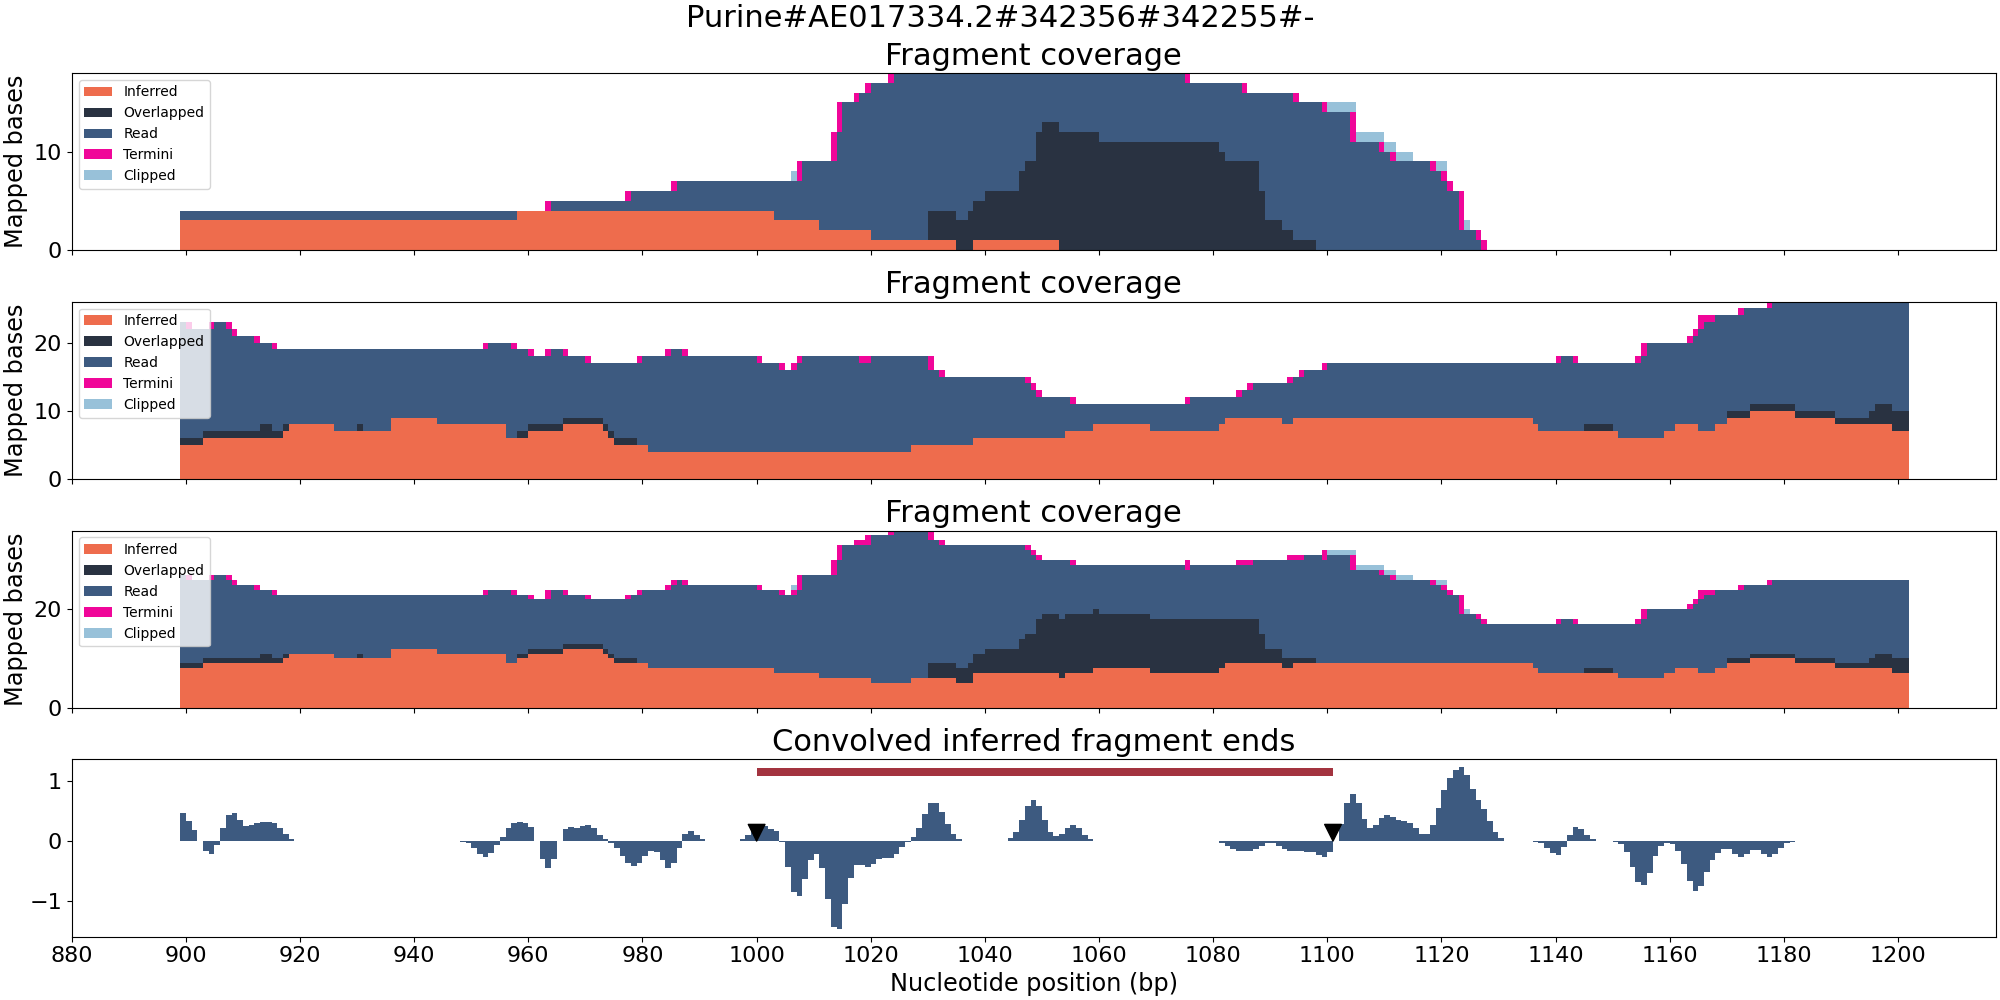 Purine#AE017334.2#342356#342255#-
Fragment coverage
Mapped bases
10
0
Inferred
Overlapped
Read
Termini
Clipped
Fragment coverage
Mapped bases
20
10
0
Inferred
Overlapped
Read
Termini
Clipped
Fragment coverage
Mapped bases
20
0
Inferred
Overlapped
Read
Termini
Clipped
Convolved inferred fragment ends
1
0
−1
880 900 920 940 960 980 1000 1020 1040 1060 1080 1100 1120 1140 1160 1180 1200
Nucleotide position (bp)